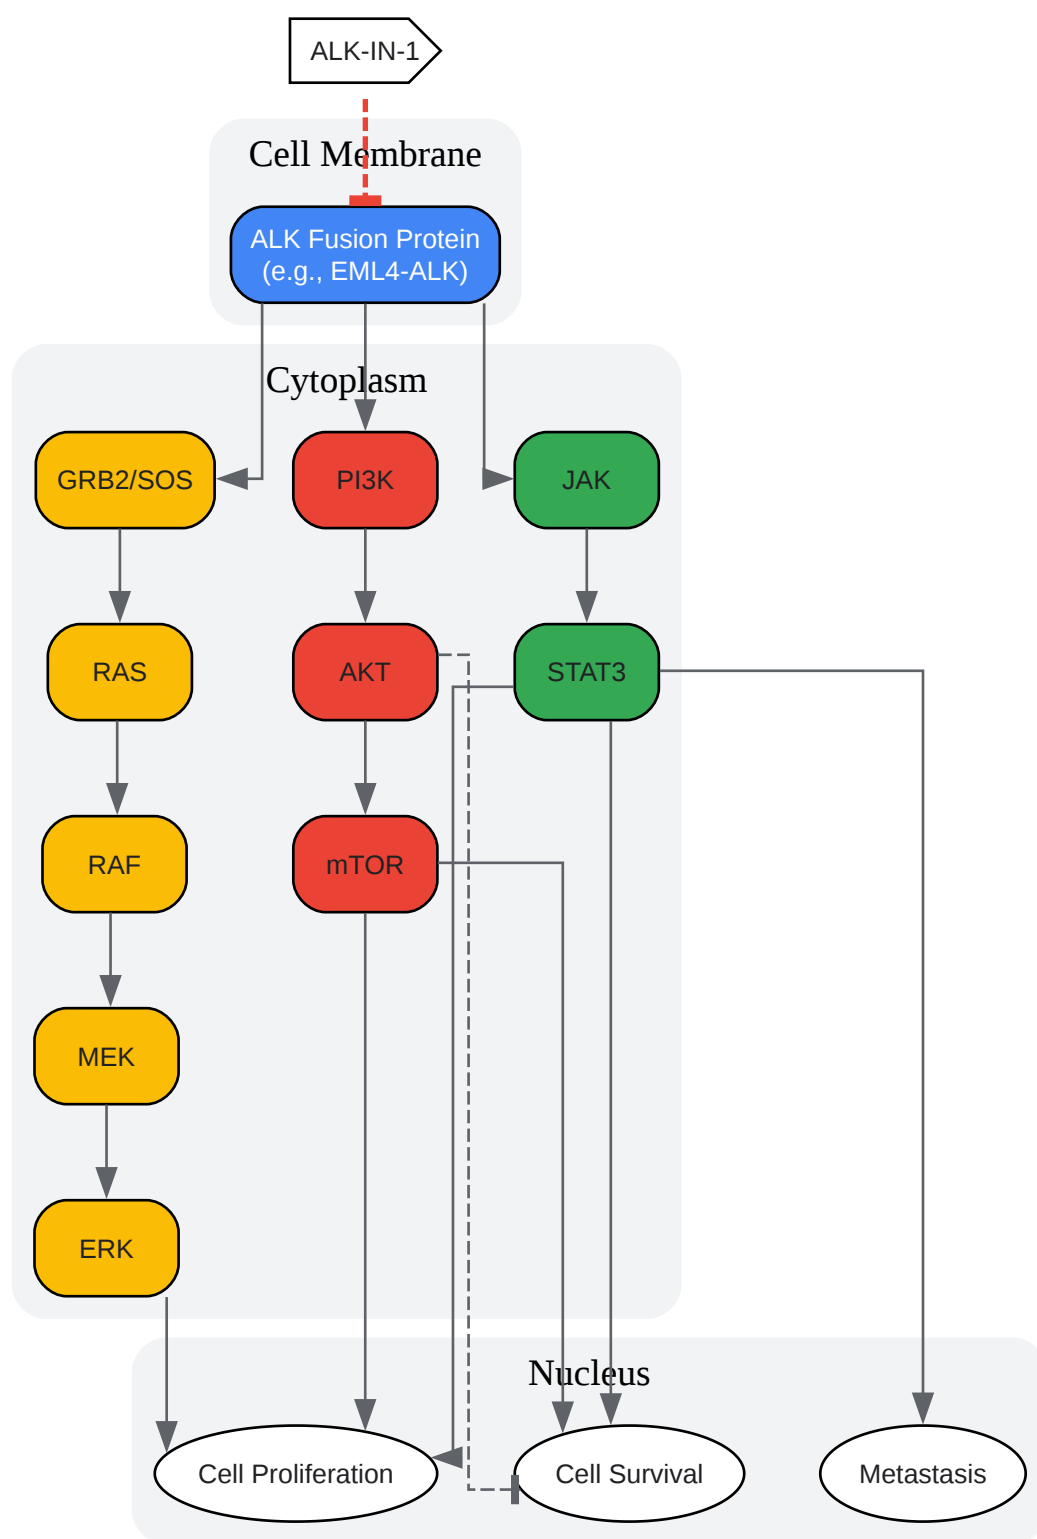 ALK-IN-1
Cell Membrane
ALK Fusion Protein
(e.g., EML4-ALK)
Cytoplasm
GRB2/SOS
PI3K
JAK
RAS
AKT
STAT3
RAF
mTOR
MEK
ERK
Nucleus
Cell Proliferation
Cell Survival
Metastasis